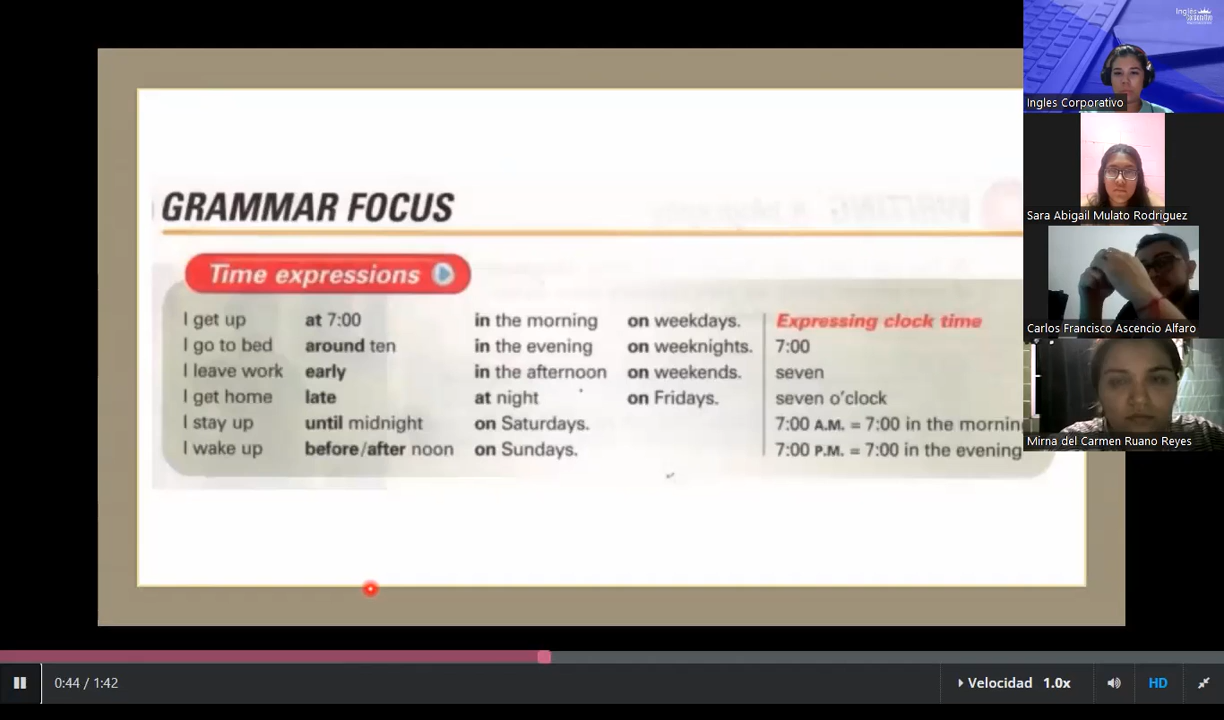 GRAMMAR FOCUS
Time expressions
I get up at 7:00 in the morning on weekdays.
I go to bed around ten in the evening on weeknights.
I leave work early in the afternoon on weekends.
I get home late at night on Fridays.
I stay up until midnight on Saturdays.
I wake up before/after noon on Sundays.
Expressing clock time
7:00
seven
seven o'clock
7:00 A.M. = 7:00 in the mornin
7:00 P.M. = 7:00 in the evening
Inglés
Ingles Corporativo
Sara Abigail Mulato Rodriguez
Carlos Francisco Ascencio Alfaro
Mirna del Carmen Ruano Reyes
0:44 / 1:42
Velocidad 1.0x
HD